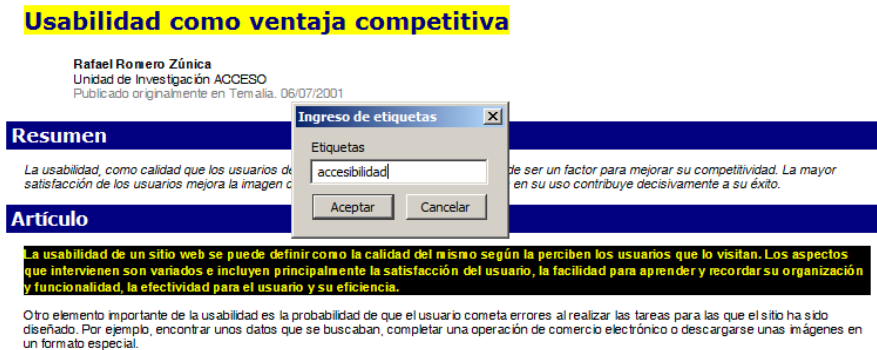 Usabilidad como ventaja competitiva
Rafael Romero Zúnica
Unidad de Investigación ACCESO
Publicado originalmente en Temalia. 06/07/2001
Ingreso de etiquetas
Etiquetas
accesibilidad
Aceptar Cancelar
Resumen
La usabilidad, como calidad que los usuarios de ser un factor para mejorar su competitividad. La mayor
satisfacción de los usuarios mejora la imagen en su uso contribuye decisivamente a su éxito.
Artículo
La usabilidad de un sitio web se puede definir como la calidad del mismo según la perciben los usuarios que lo visitan. Los aspectos
que intervienen son variados e incluyen principalmente la satisfacción del usuario, la facilidad para aprender y recordar su organización
y funcionalidad, la efectividad para el usuario y su eficiencia.
Otro elemento importante de la usabilidad es la probabilidad de que el usuario cometa errores al realizar las tareas para las que el sitio ha sido
diseñado. Por ejemplo, encontrar unos datos que se buscaban, completar una operación de comercio electrónico o descargarse unas imágenes en
un formato especial.